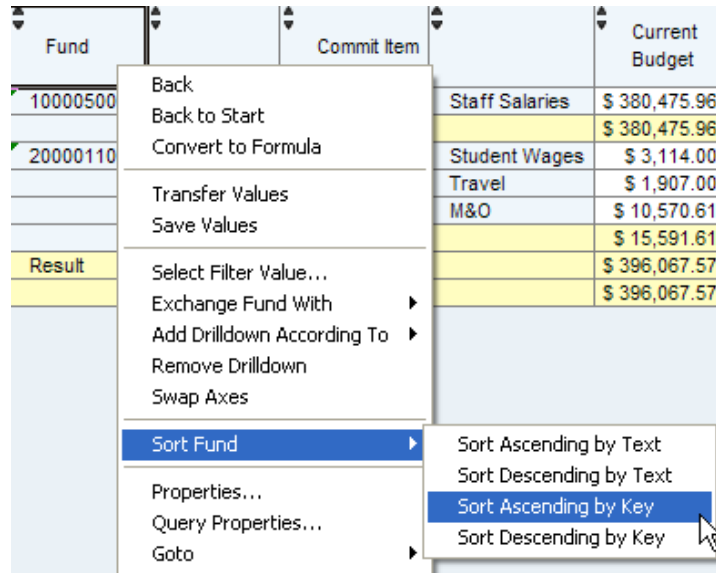 Fund
Commit Item
Current
Budget
10000500 Staff Salaries $ 380,475.96
$ 380,475.96
20000110 Student Wages $ 3,114.00
Travel $ 1,907.00
M&O $ 10,570.61
$ 15,591.61
Result $ 396,067.57
$ 396,067.57
Back
Back to Start
Convert to Formula
Transfer Values
Save Values
Select Filter Value...
Exchange Fund With
Add Drilldown According To
Remove Drilldown
Swap Axes
Sort Fund
Properties...
Query Properties...
Goto
Sort Ascending by Text
Sort Descending by Text
Sort Ascending by Key
Sort Descending by Key